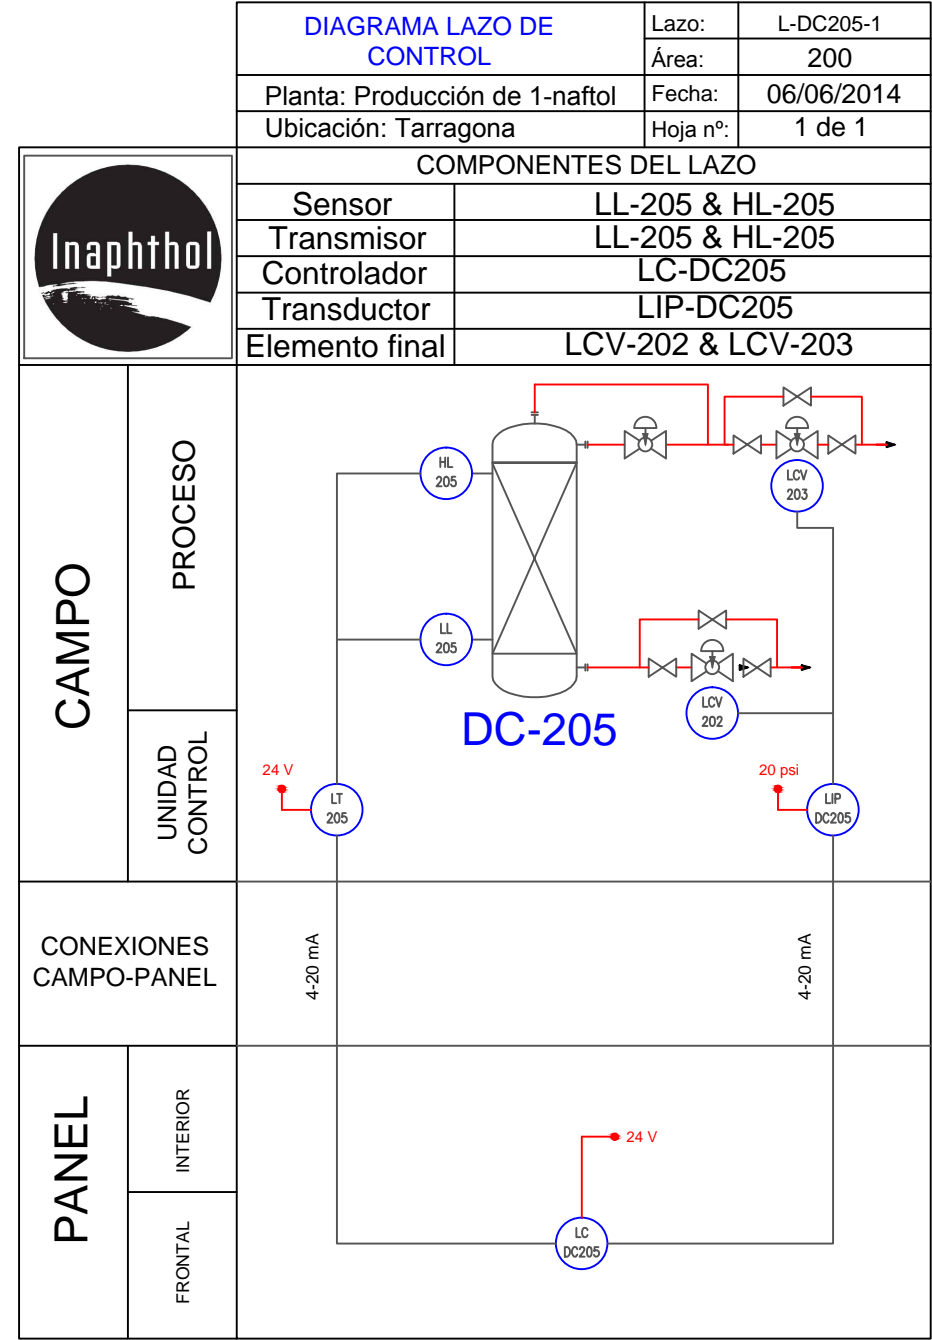 DIAGRAMA LAZO DE
CONTROL
Lazo:
L-DC205-1
Área:
200
Planta: Producción de 1-naftol
Fecha:
06/06/2014
Ubicación: Tarragona
Hoja nº:
1 de 1
Inaphthol
COMPONENTES DEL LAZO
Sensor
LL-205 & HL-205
Transmisor
LL-205 & HL-205
Controlador
LC-DC205
Transductor
LIP-DC205
Elemento final
LCV-202 & LCV-203
CAMPO
PROCESO
HL
205
LCV
203
LL
205
LCV
202
DC-205
UNIDAD
CONTROL
24 V
LT
205
20 psi
LIP
DC205
CONEXIONES
CAMPO-PANEL
4-20 mA
4-20 mA
PANEL
INTERIOR
24 V
FRONTAL
LC
DC205